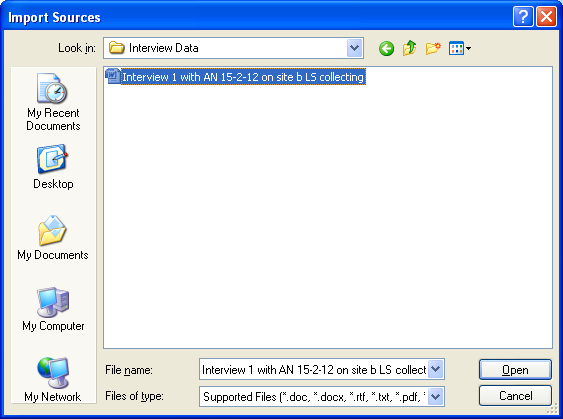 Import Sources
Look in:
Interview Data
Interview 1 with AN 15-2-12 on site b LS collecting
My Recent
Documents
Desktop
My Documents
My Computer
My Network
File name:
Interview 1 with AN 15-2-12 on site b LS collect
Open
Files of type:
Supported Files (*.doc, *.docx, *.rtf, *.txt, *.pdf, *
Cancel